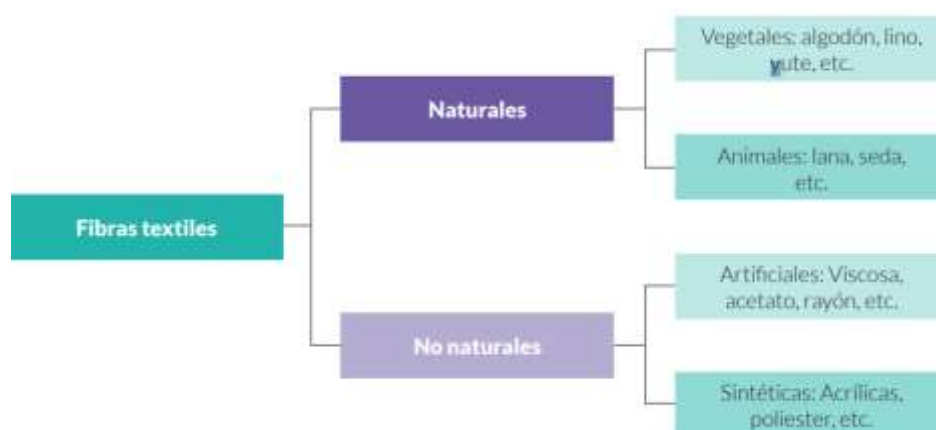 Fibras textiles
Naturales
Vegetales: algodón, lino,
yute, etc.
Animales: lana, seda,
etc.
No naturales
Artificiales: Viscosa,
acetato, rayón, etc.
Sintéticas: Acrílicas,
poliester, etc.